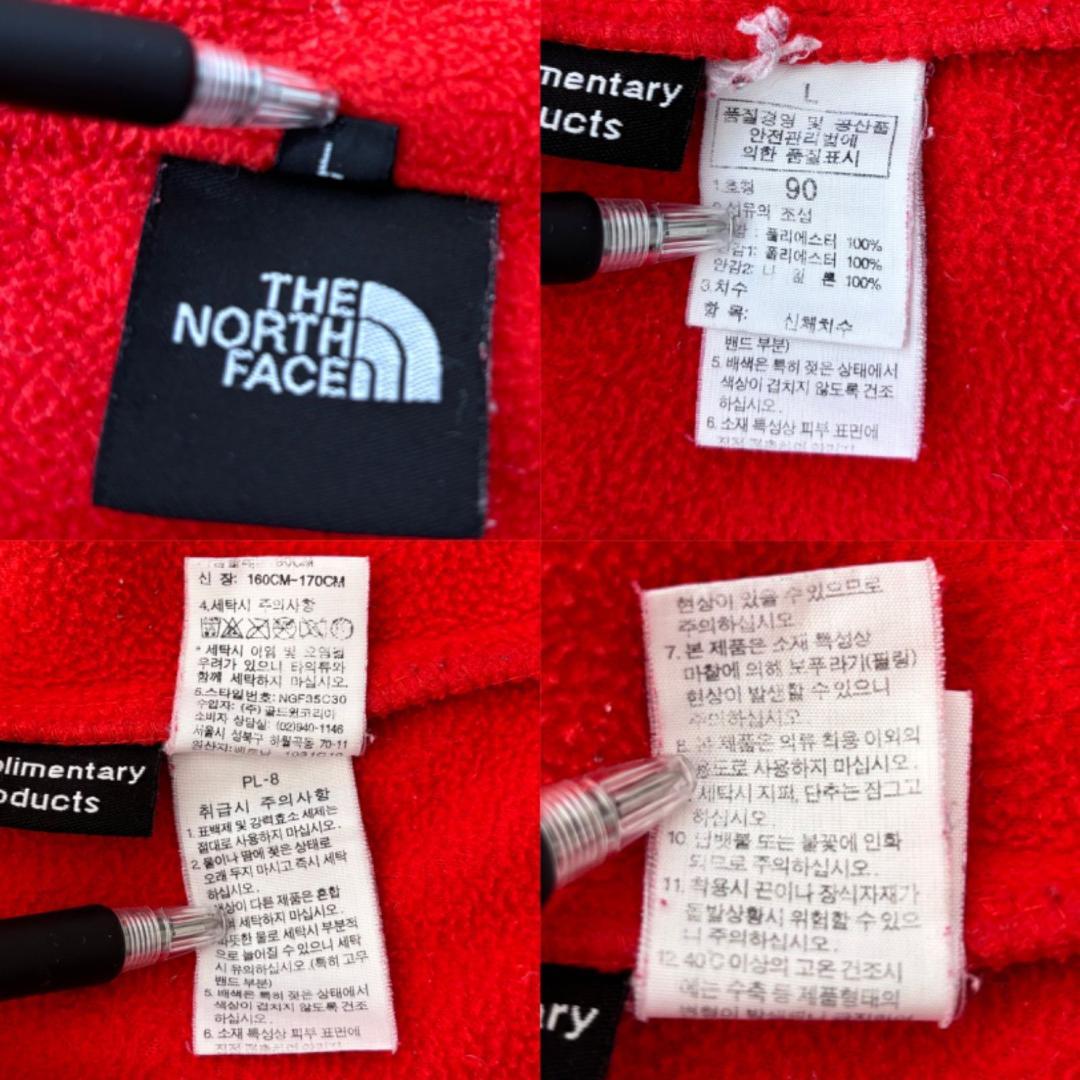 L
THE
NORTH
FACE
mentary
ucts
L
품질경영 및 공산품
안전관리법에
의한 품질표시
1.호칭 90
섬유의 조성
: 폴리에스터 100%
안감1: 폴리에스터 100%
안감2: 나 일 론 100%
3.치수
항 목: 신체치수
밴드 부분)
5. 배색은 특히 젖은 상태에서
색상이 겹치지 않도록 건조
하십시오.
6. 소재 특성상 피부 표면에
신 장: 160CM-170CM
4.세탁시 주의사항
* 세탁시 이염 및 오염될
우려가 있으니 타의류와
함께 세탁하지 마십시오.
5.스타일번호: NGF35C30
수입자: (주) 골드윈코리아
소비자 상담실: (02)940-1146
서울시 성북구 하월곡동 70-11
limentary
oducts
PL-8
취급시 주의사항
1. 표백제 및 강력효소 세제는
절대로 사용하지 마십시오.
2. 물이나 땀에 젖은 상태로
오래 두지 마시고 즉시 세탁
하십시오.
색상이 다른 제품은 혼합
세탁하지 마십시오.
따뜻한 물로 세탁시 부분적
으로 늘어질 수 있으니 세탁
시 유의하십시오.(특히 고무
밴드 부분)
5. 배색은 특히 젖은 상태에서
색상이 겹치지 않도록 건조
하십시오.
6. 소재 특성상 피부 표면에
현상이 있을 수 있으므로
주의하십시오.
7. 본 제품은 소재 특성상
마찰에 의해 보푸라기(필링)
현상이 발생할 수 있으니
주의하십시오.
8. 본 제품은 의류 착용 이외의
용도로 사용하지 마십시오.
세탁시 지퍼, 단추는 잠그고
하십시오.
10. 담뱃불 또는 불꽃에 인화
되므로 주의하십시오.
11. 착용시 끈이나 장식자재가
돌발상황시 위험할 수 있으
니 주의하십시오.
12. 40℃ 이상의 고온 건조시
에는 수축 등 제품형태의
ry